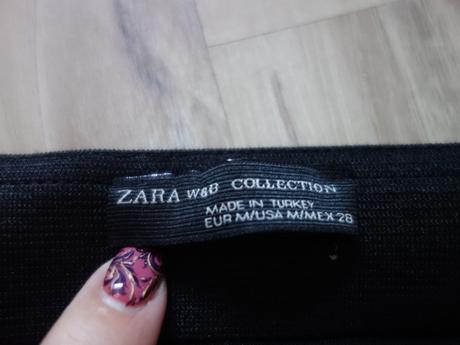 ZARA W&B COLLECTION
MADE IN TURKEY
EUR M/USA M/MEX 28